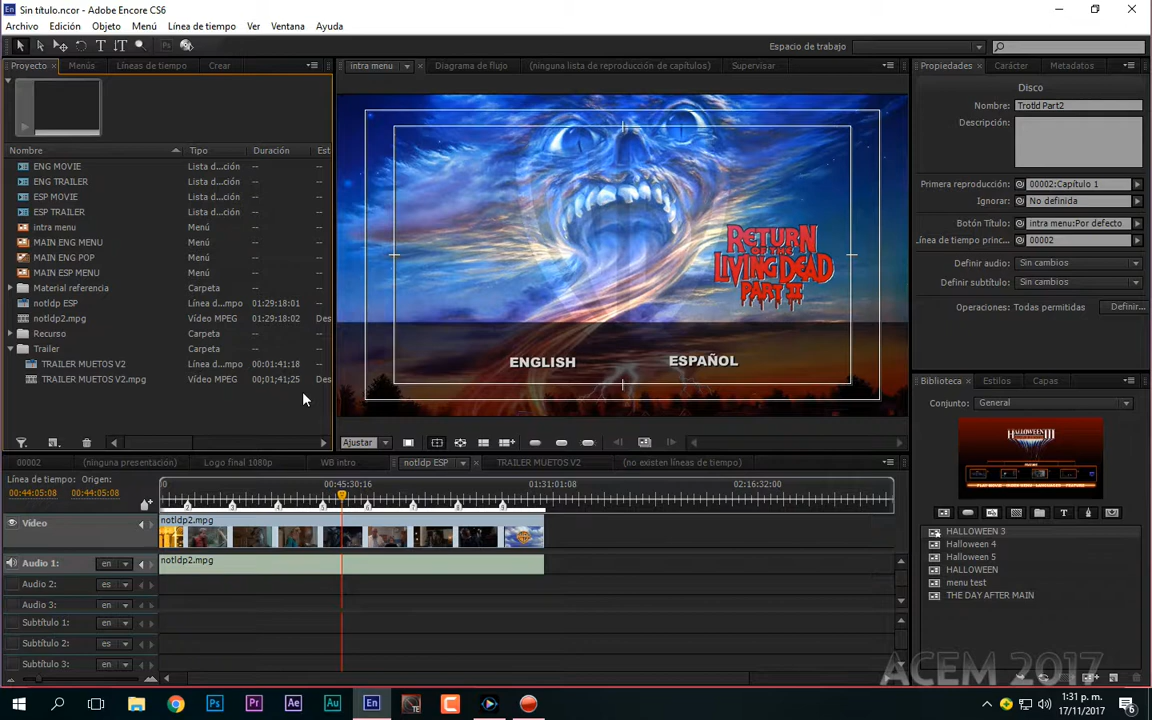 En Sin título.ncor - Adobe Encore CS6
Archivo Edición Objeto Menú Línea de tiempo Ver Ventana Ayuda
Espacio de trabajo
Proyecto Menús Líneas de tiempo Crear
intra menu Diagrama de flujo (ninguna lista de reproducción de capítulos) Supervisar
Propiedades Carácter Metadatos
Disco
Nombre: Trotld Part2
Descripción:
Primera reproducción: 00002:Capítulo 1
Ignorar: No definida
Botón Título: intra menu:Por defecto
Línea de tiempo princ... 00002
Definir audio: Sin cambios
Definir subtítulo: Sin cambios
Operaciones: Todas permitidas Definir...
Nombre Tipo Duración Est
ENG MOVIE Lista d...ción --
ENG TRAILER Lista d...ción --
ESP MOVIE Lista d...ción --
ESP TRAILER Lista d...ción --
intra menu Menú -- --
MAIN ENG MENU Menú -- --
MAIN ENG POP Menú -- --
MAIN ESP MENU Menú -- --
Material referencia Carpeta -- --
notldp ESP Línea d...mpo 01:29:18:01
notldp2.mpg Vídeo MPEG 01:29:18:02 Des
Recurso Carpeta -- --
Trailer Carpeta -- --
TRAILER MUETOS V2 Línea d...mpo 00:01:41:18
TRAILER MUETOS V2.mpg Vídeo MPEG 00;01;41;25 Des
RETURN
OF THE
LIVING DEAD
PART II
ENGLISH ESPAÑOL
Ajustar
Biblioteca Estilos Capas
Conjunto: General
HALLOWEEN III
HALLOWEEN 3
Halloween 4
Halloween 5
HALLOWEEN
menu test
THE DAY AFTER MAIN
00002 (ninguna presentación) Logo final 1080p WB intro notldp ESP TRAILER MUETOS V2 (no existen líneas de tiempo)
Línea de tiempo: Origen:
00:44:05:08 00:44:05:08
0 00:45:30:16 01:31:01:08 02:16:32:00
Vídeo notldp2.mpg
Audio 1: en notldp2.mpg
Audio 2: es
Audio 3: en
Subtítulo 1: en
Subtítulo 2: es
Subtítulo 3: en
ACEM 2017
Ps Pr Ae Au En TE
1:31 p. m.
17/11/2017
6